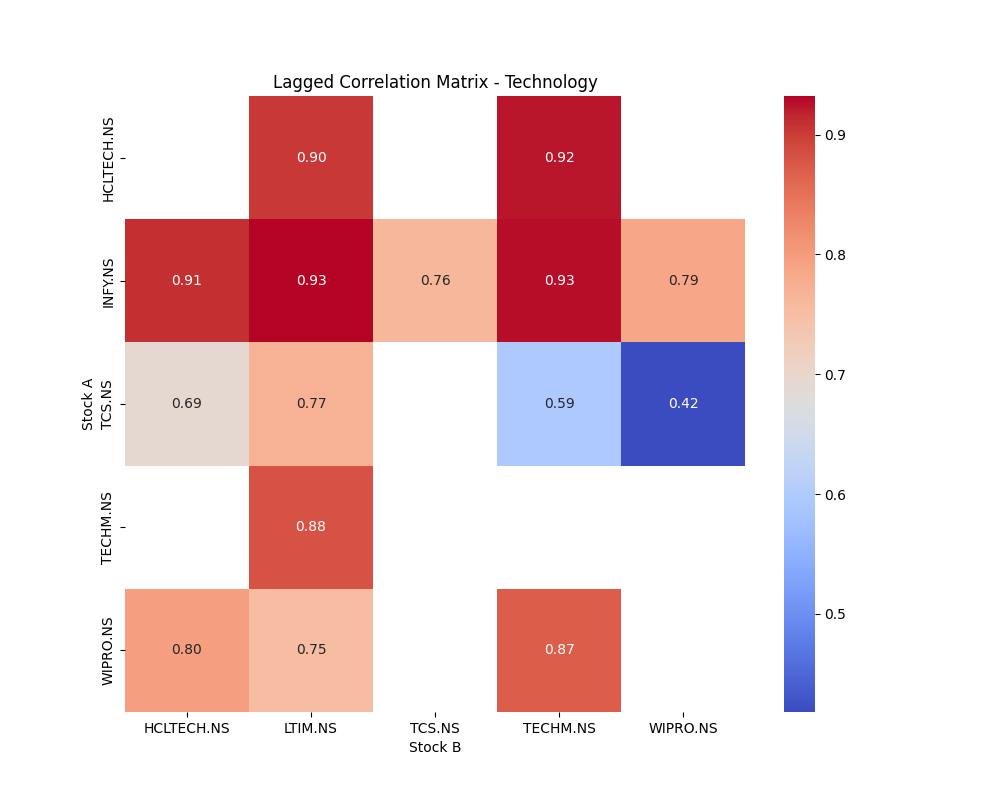 Lagged Correlation Matrix - Technology
HCLTECH.NS
0.90
0.92
0.9
INFY.NS
0.91
0.93
0.76
0.93
0.79
0.8
Stock A
TCS.NS
0.69
0.77
0.59
0.42
0.7
TECHM.NS
0.88
0.6
WIPRO.NS
0.80
0.75
0.87
0.5
HCLTECH.NS
LTIM.NS
TCS.NS
TECHM.NS
WIPRO.NS
Stock B